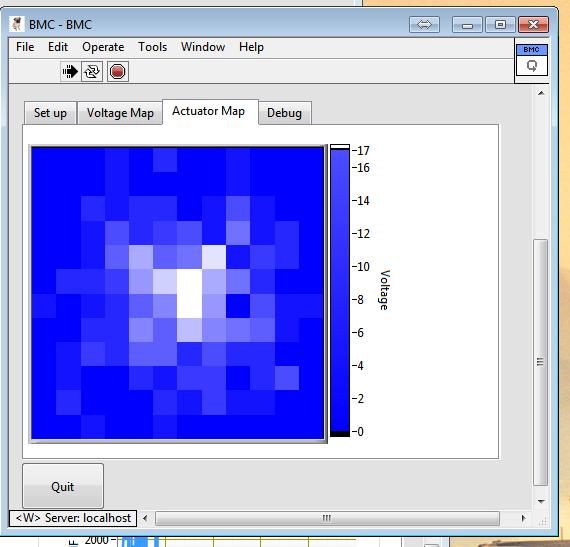 BMC - BMC
File Edit Operate Tools Window Help
BMC
Set up Voltage Map Actuator Map Debug
17
16
14
12
10
8
6
4
2
0
Voltage
Quit
<W> Server: localhost
2000